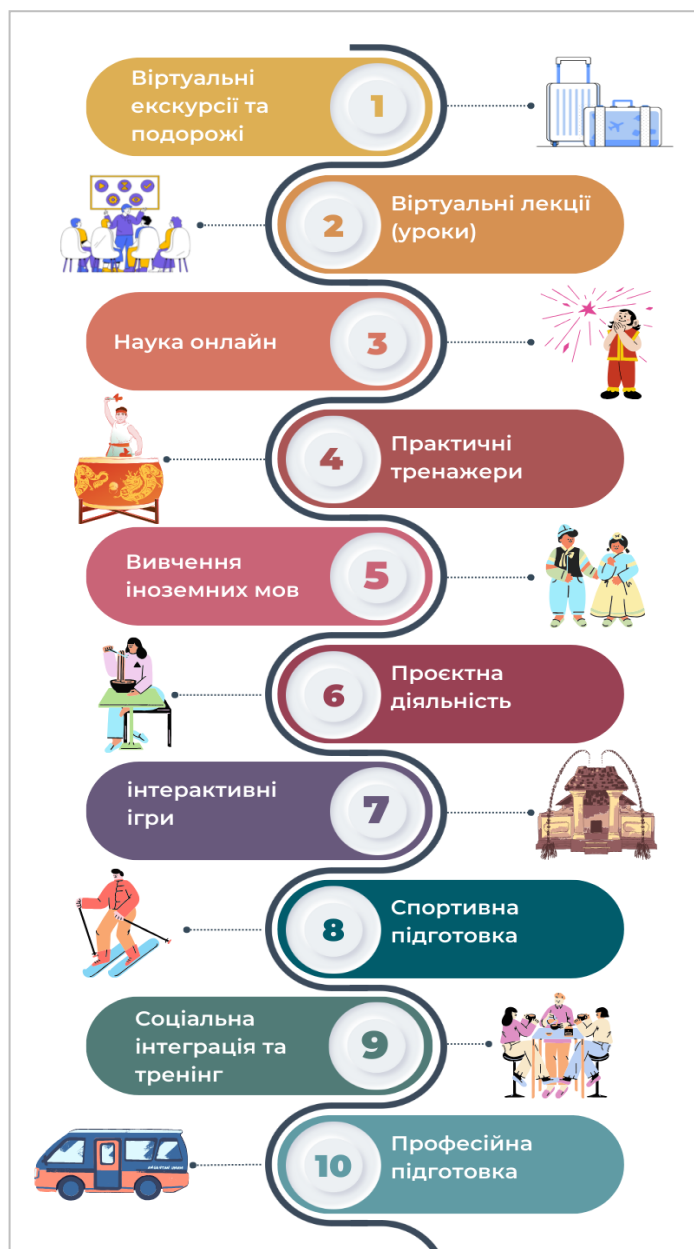 Віртуальні
екскурсії та
подорожі
1
2
Віртуальні лекції
(уроки)
Наука онлайн
3
4
Практичні
тренажери
Вивчення
іноземних мов
5
6
Проєктна
діяльність
інтерактивні
ігри
7
8
Спортивна
підготовка
Соціальна
інтеграція та
тренінг
9
10
Професійна
підготовка